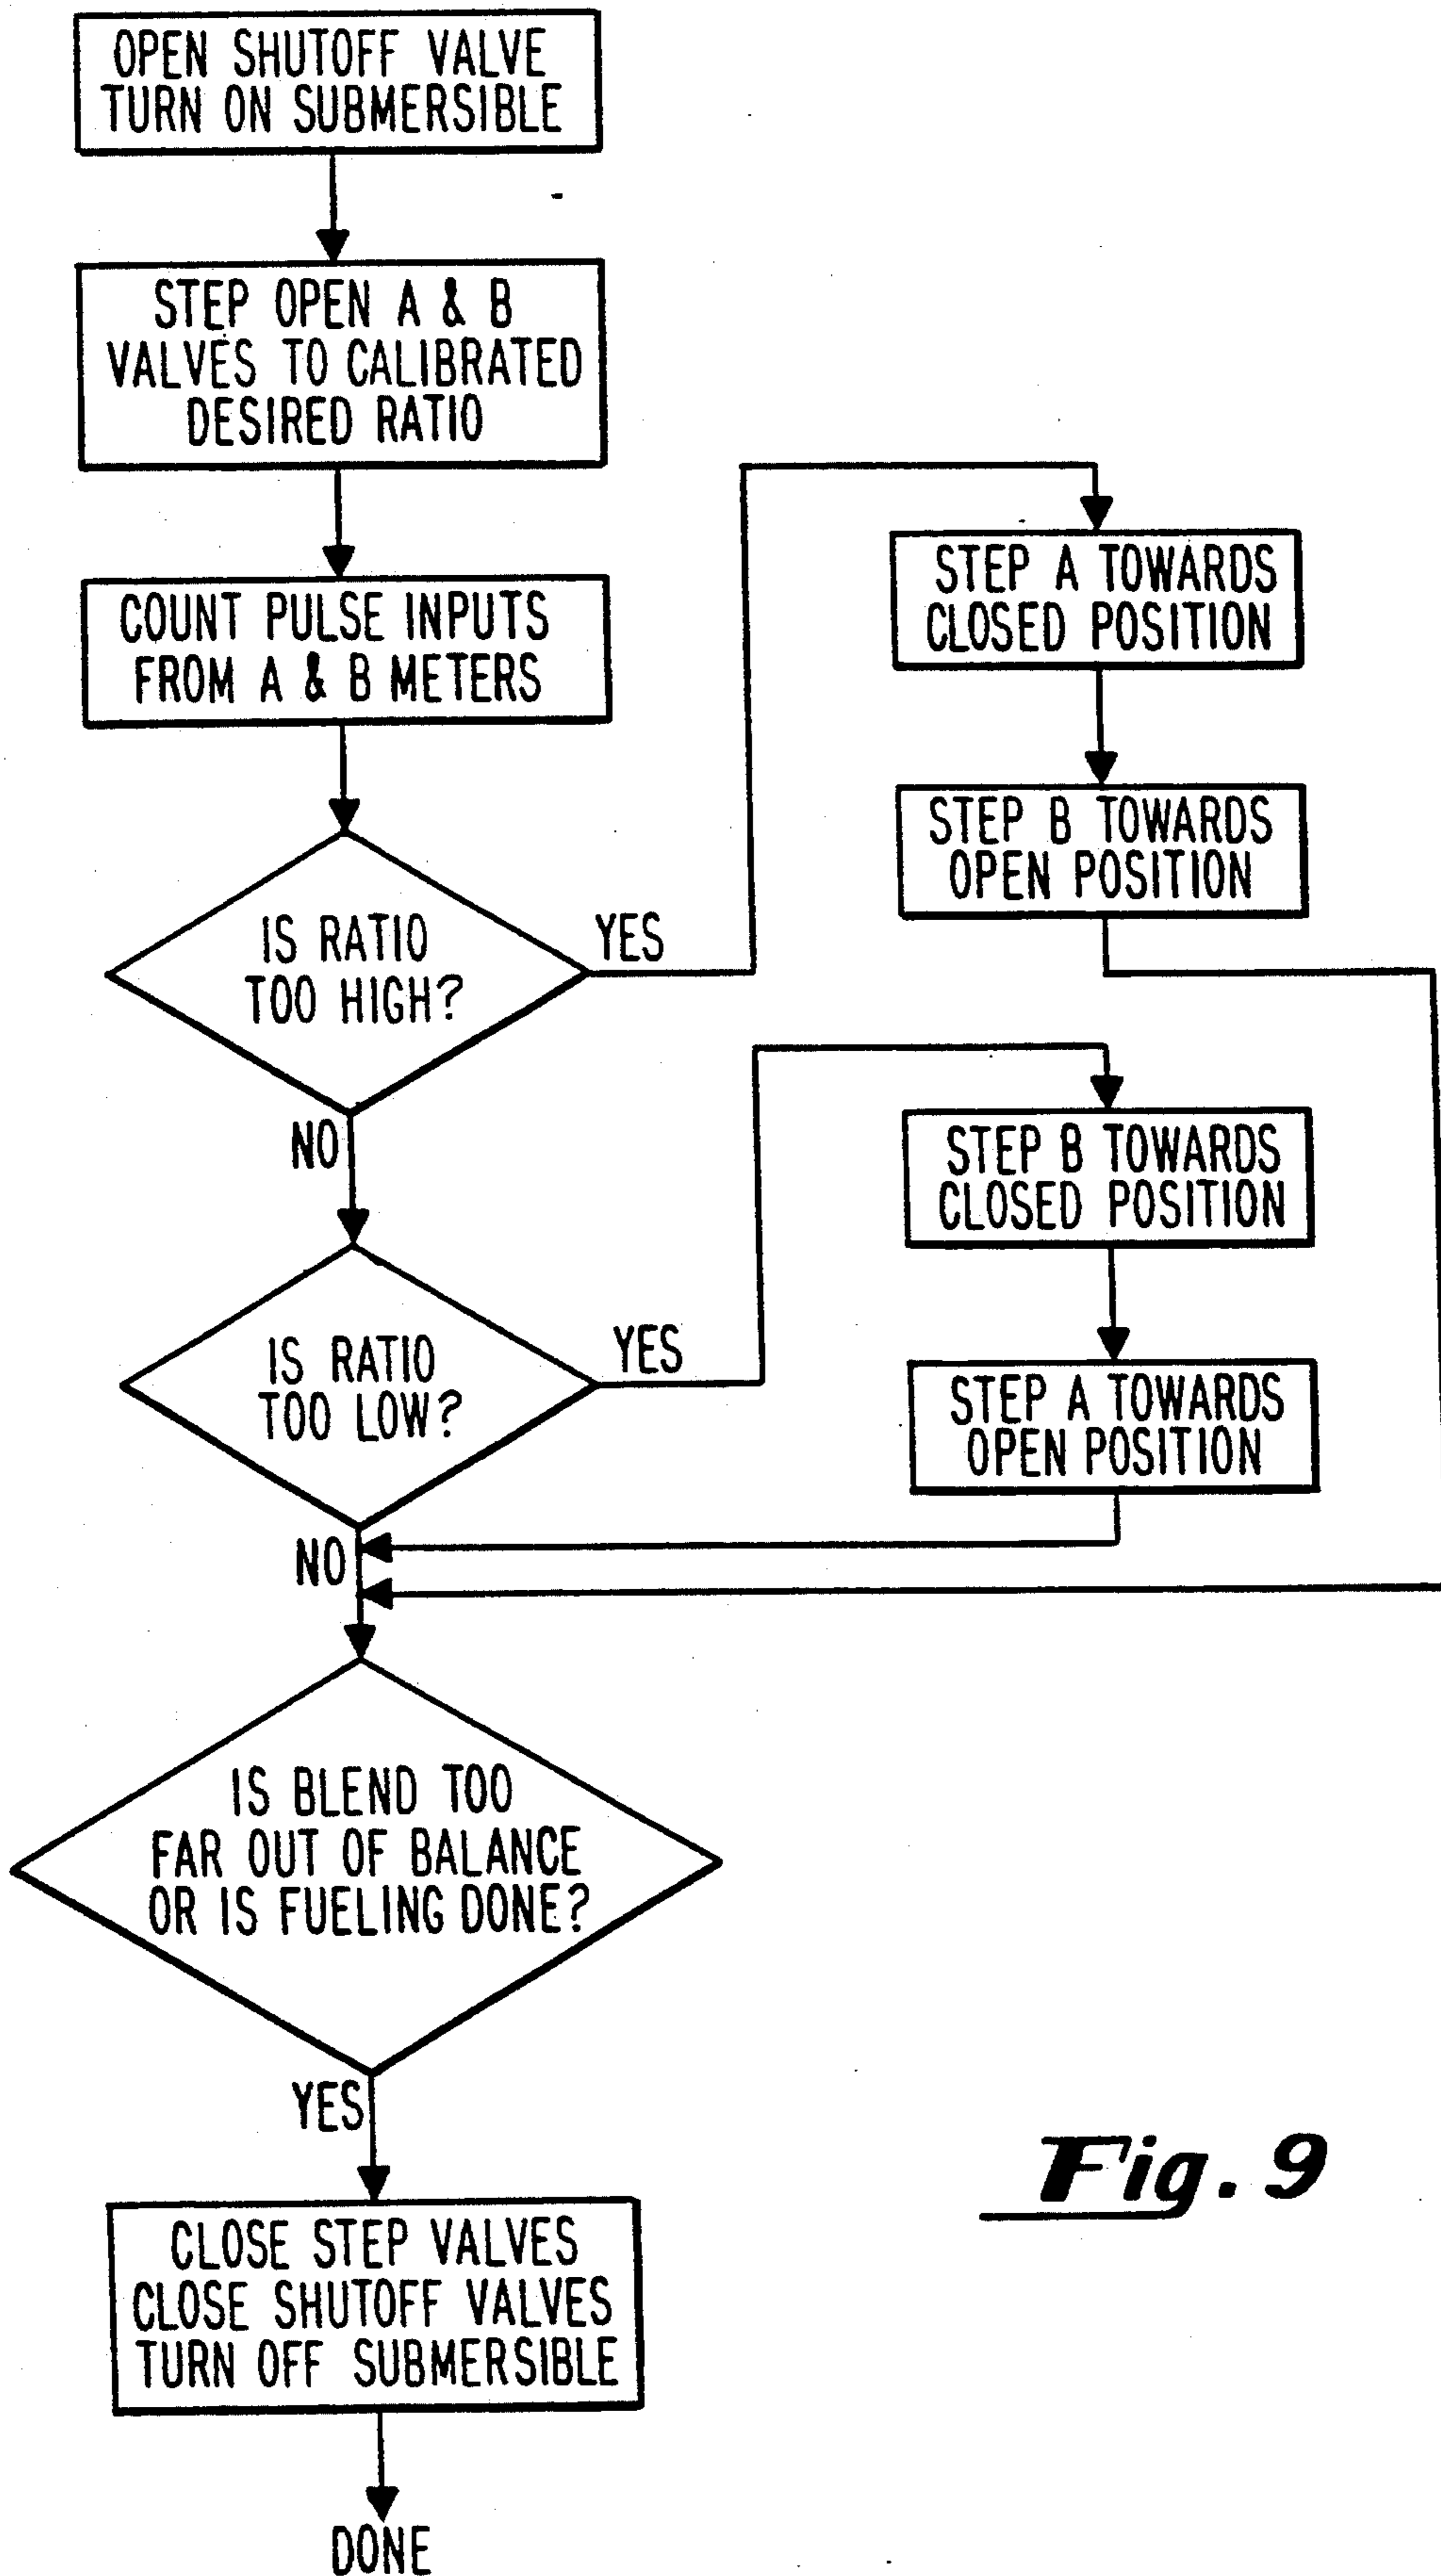 OPEN SHUTOFF VALVE
TURN ON SUBMERSIBLE
STEP OPEN A & B
VALVES TO CALIBRATED
DESIRED RATIO
COUNT PULSE INPUTS
FROM A & B METERS
IS RATIO
TOO HIGH?
YES
STEP A TOWARDS
CLOSED POSITION
STEP B TOWARDS
OPEN POSITION
NO
IS RATIO
TOO LOW?
YES
STEP B TOWARDS
CLOSED POSITION
STEP A TOWARDS
OPEN POSITION
NO
IS BLEND TOO
FAR OUT OF BALANCE
OR IS FUELING DONE?
YES
CLOSE STEP VALVES
CLOSE SHUTOFF VALVES
TURN OFF SUBMERSIBLE
DONE
Fig. 9